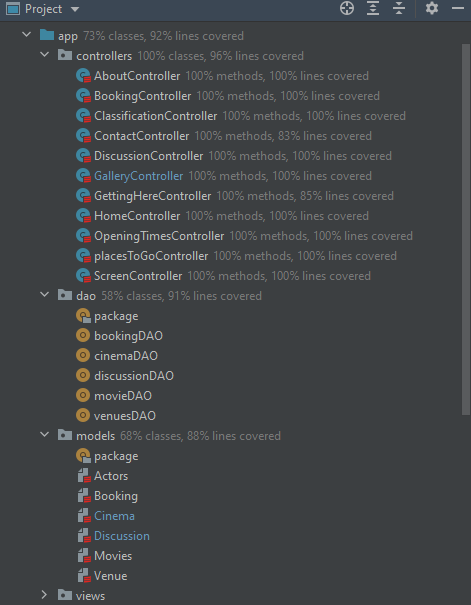 Project
app 73% classes, 92% lines covered
controllers 100% classes, 96% lines covered
AboutController 100% methods, 100% lines covered
BookingController 100% methods, 100% lines covered
ClassificationController 100% methods, 100% lines covered
ContactController 100% methods, 83% lines covered
DiscussionController 100% methods, 100% lines covered
GalleryController 100% methods, 100% lines covered
GettingHereController 100% methods, 85% lines covered
HomeController 100% methods, 100% lines covered
OpeningTimesController 100% methods, 100% lines covered
placesToGoController 100% methods, 100% lines covered
ScreenController 100% methods, 100% lines covered
dao 58% classes, 91% lines covered
package
bookingDAO
cinemaDAO
discussionDAO
movieDAO
venuesDAO
models 68% classes, 88% lines covered
package
Actors
Booking
Cinema
Discussion
Movies
Venue
views